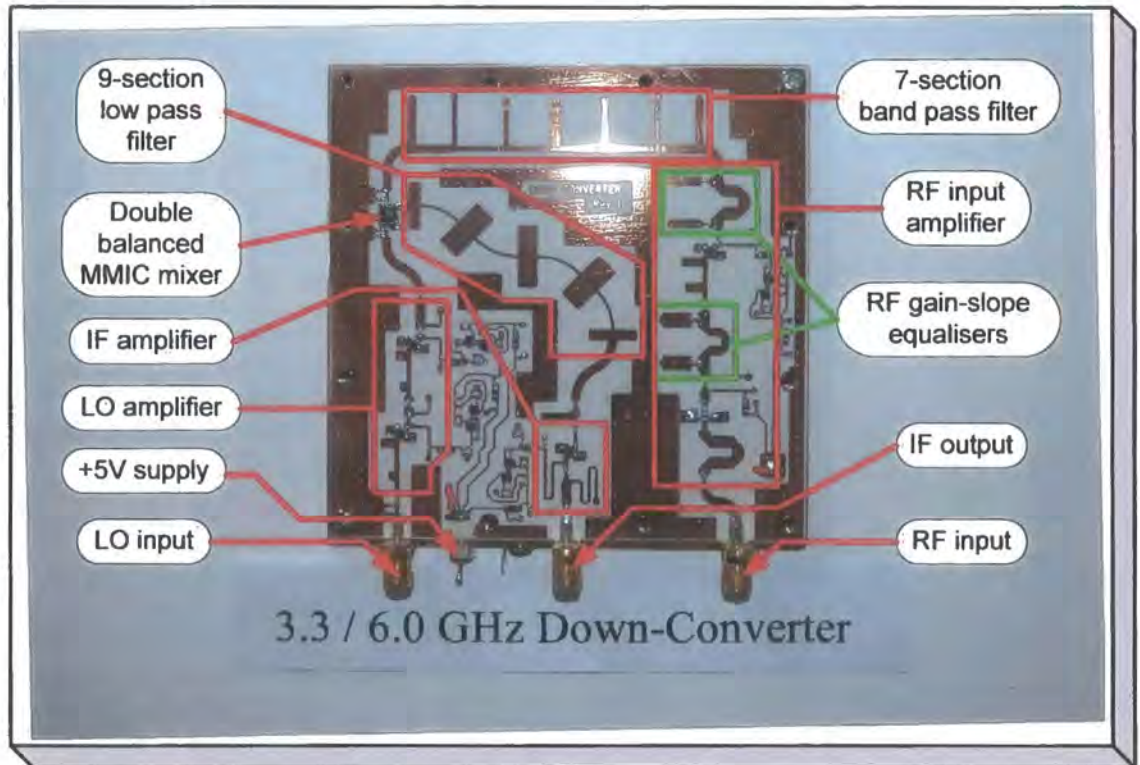 9-section
low pass
filter
7-section
band pass filter
Double
balanced
MMIC mixer
RF input
amplifier
IF amplifier
RF gain-slope
equalisers
LO amplifier
+5V supply
IF output
LO input
RF input
3.3 / 6.0 GHz Down-Converter